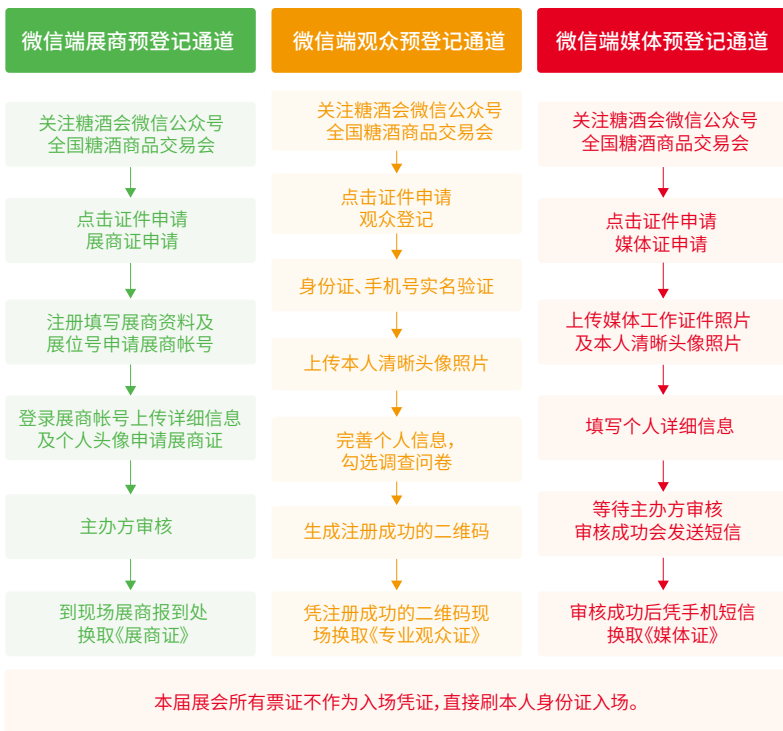 微信端展商预登记通道
关注糖酒会微信公众号
全国糖酒商品交易会
点击证件申请
展商证申请
注册填写展商资料及
展位号申请展商帐号
登录展商帐号上传详细信息
及个人头像申请展商证
主办方审核
到现场展商报到处
换取《展商证》
微信端观众预登记通道
关注糖酒会微信公众号
全国糖酒商品交易会
点击证件申请
观众登记
身份证、手机号实名验证
上传本人清晰头像照片
完善个人信息，
勾选调查问卷
生成注册成功的二维码
凭注册成功的二维码现
场换取《专业观众证》
微信端媒体预登记通道
关注糖酒会微信公众号
全国糖酒商品交易会
点击证件申请
媒体证申请
上传媒体工作证件照片
及本人清晰头像照片
填写个人详细信息
等待主办方审核
审核成功会发送短信
审核成功后凭手机短信
换取《媒体证》
本届展会所有票证不作为入场凭证，直接刷本人身份证入场。